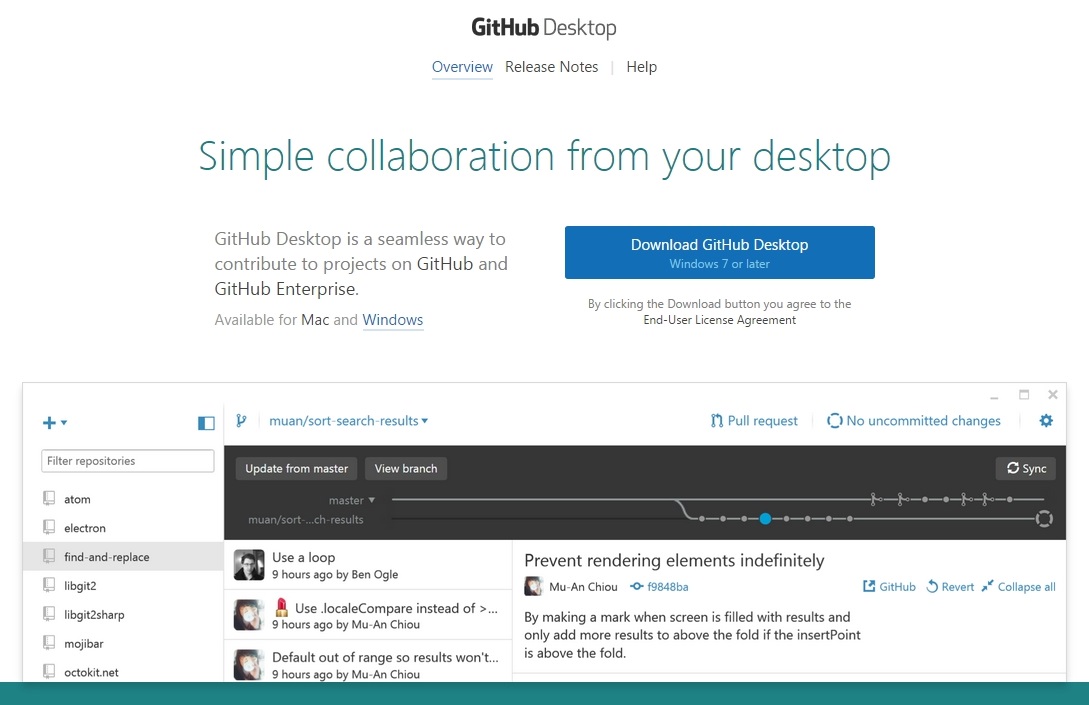 GitHub Desktop
Overview Release Notes | Help
Simple collaboration from your desktop
GitHub Desktop is a seamless way to
contribute to projects on GitHub and
GitHub Enterprise.
Available for Mac and Windows
Download GitHub Desktop
Windows 7 or later
By clicking the Download button you agree to the
End-User License Agreement
muan/sort-search-results
Pull request
No uncommitted changes
Filter repositories
atom
electron
find-and-replace
libgit2
libgit2sharp
mojibar
octokit.net
Update from master
View branch
Sync
master
muan/sort-...ch-results
Use a loop
9 hours ago by Ben Ogle
💄 Use .localeCompare instead of >...
9 hours ago by Mu-An Chiou
Default out of range so results won't...
9 hours ago by Mu-An Chiou
Prevent rendering elements indefinitely
Mu-An Chiou f9848ba
GitHub Revert Collapse all
By making a mark when screen is filled with results and
only add more results to above the fold if the insertPoint
is above the fold.